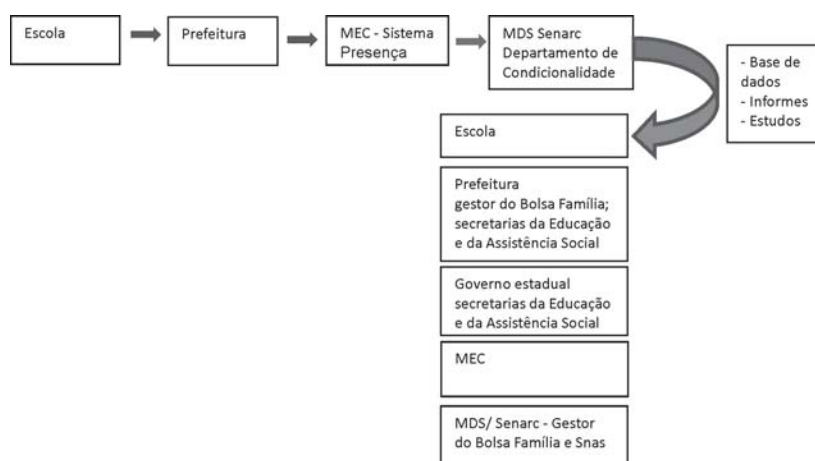 Escola
Prefeitura
MEC - Sistema
Presença
MDS Senarc
Departamento de
Condicionalidade
- Base de
dados
- Informes
- Estudos
Escola
Prefeitura
gestor do Bolsa Família;
secretarias da Educação
e da Assistência Social
Governo estadual
secretarias da Educação
e da Assistência Social
MEC
MDS/ Senarc - Gestor
do Bolsa Família e Snas